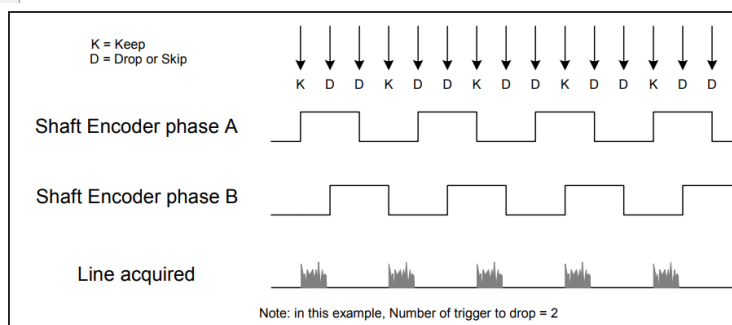 K = Keep
D = Drop or Skip
K D D K D D K D D K D D K D D
Shaft Encoder phase A
Shaft Encoder phase B
Line acquired
Note: in this example, Number of trigger to drop = 2